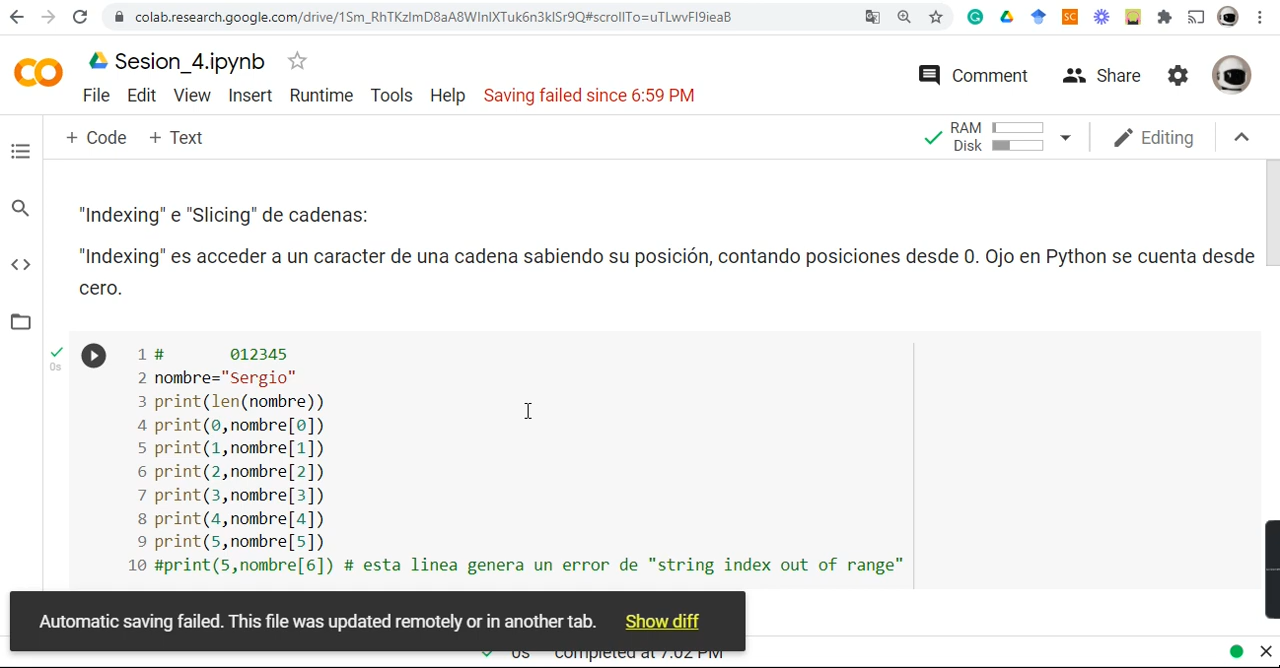 colab.research.google.com/drive/1Sm_RhTKzlmD8aA8WlnlXTuk6n3klSr9Q#scrollTo=uTLwvFI9ieaB
SC
CO
Sesion_4.ipynb
Comment
Share
File Edit View Insert Runtime Tools Help Saving failed since 6:59 PM
+ Code + Text
RAM
Disk
Editing
"Indexing" e "Slicing" de cadenas:
"Indexing" es acceder a un caracter de una cadena sabiendo su posición, contando posiciones desde 0. Ojo en Python se cuenta desde
cero.
0s
1 #       012345
2 nombre="Sergio"
3 print(len(nombre))
4 print(0,nombre[0])
5 print(1,nombre[1])
6 print(2,nombre[2])
7 print(3,nombre[3])
8 print(4,nombre[4])
9 print(5,nombre[5])
10 #print(5,nombre[6]) # esta linea genera un error de "string index out of range"
Automatic saving failed. This file was updated remotely or in another tab. Show diff
0s completed at 7:02 PM